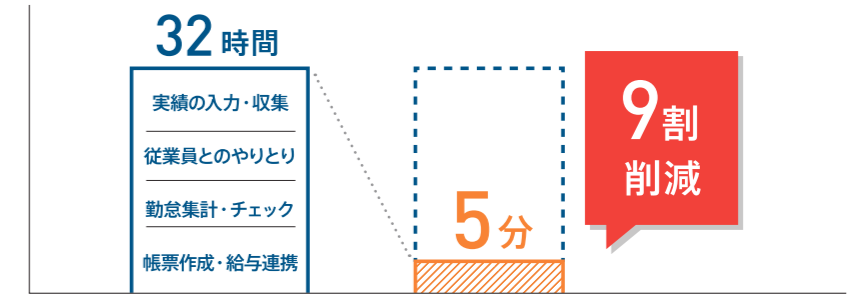 32時間
実績の入力・収集
従業員とのやりとり
勤怠集計・チェック
帳票作成・給与連携
5分
9割
削減